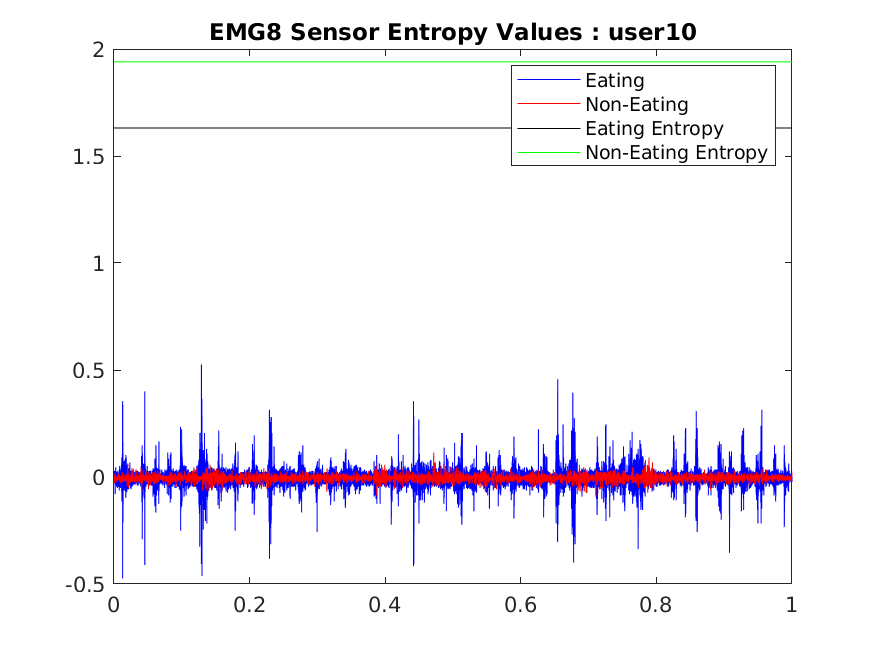 EMG8 Sensor Entropy Values : user10
2
Eating
Non-Eating
Eating Entropy
Non-Eating Entropy
1.5
1
0.5
0
-0.5
0 0.2 0.4 0.6 0.8 1